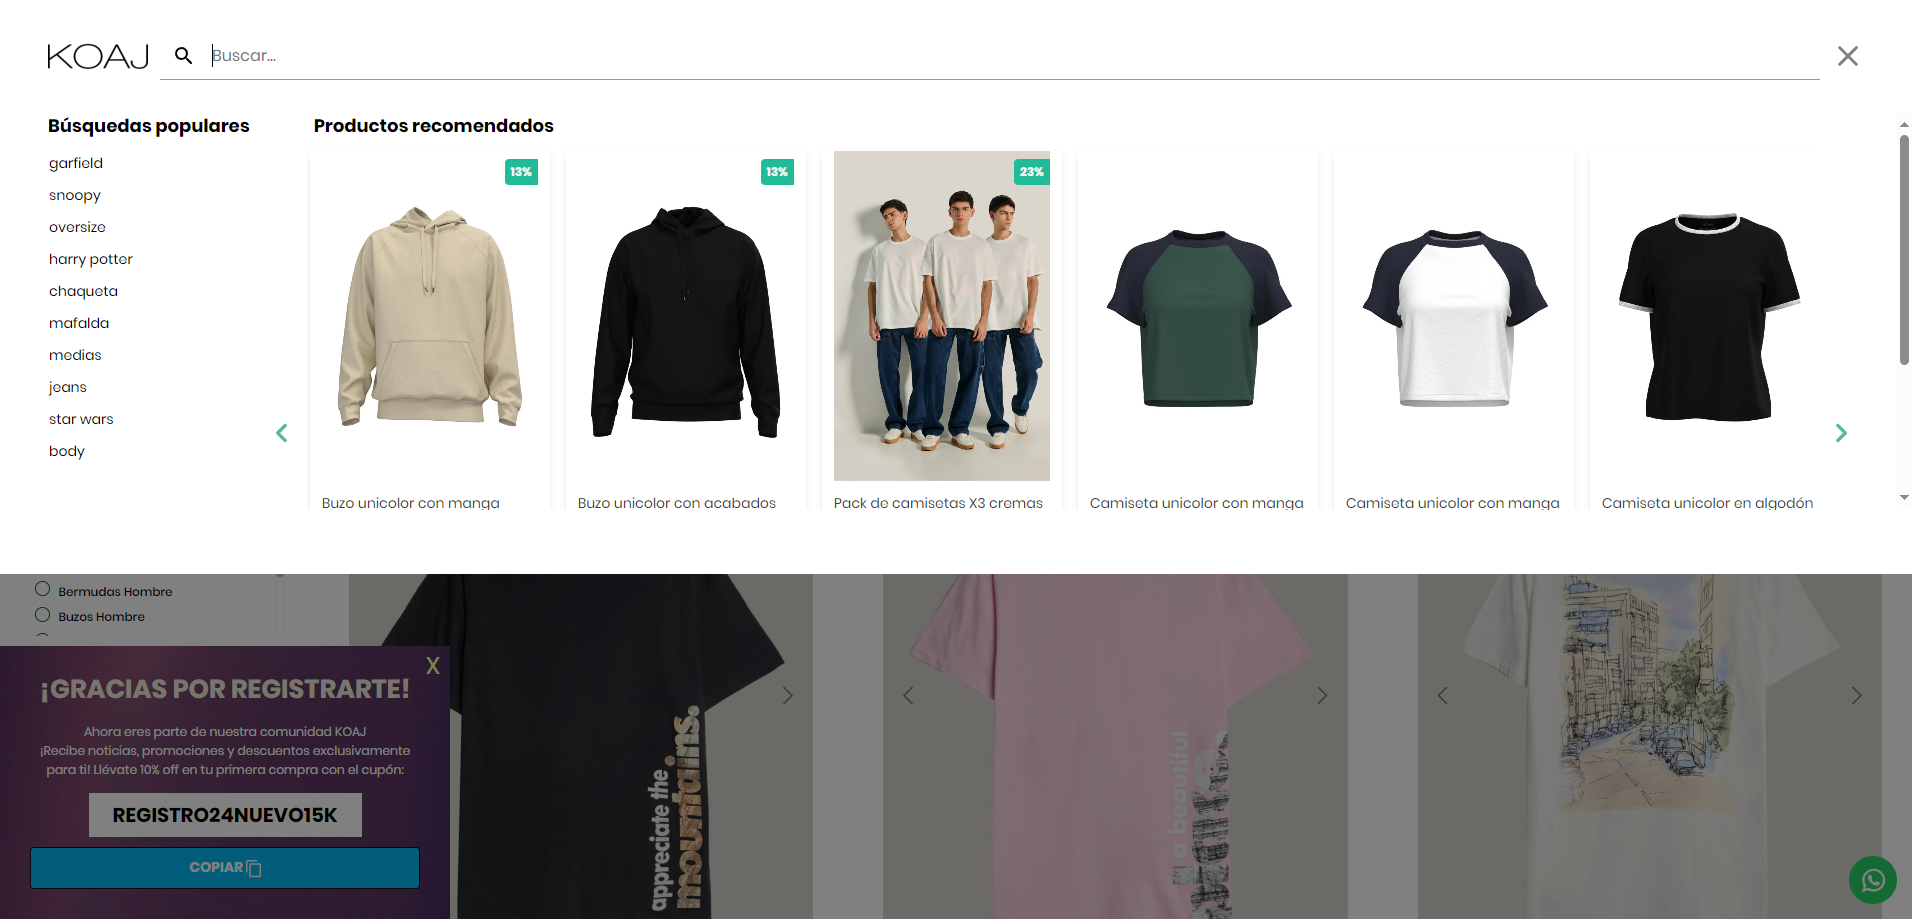 KOAJ
Buscar...
Búsquedas populares
garfield
snoopy
oversize
harry potter
chaqueta
mafalda
medias
jeans
star wars
body
Productos recomendados
13%
13%
23%
Buzo unicolor con manga
Buzo unicolor con acabados
Pack de camisetas X3 cremas
Camiseta unicolor con manga
Camiseta unicolor con manga
Camiseta unicolor en algodón
Bermudas Hombre
Buzos Hombre
X
¡GRACIAS POR REGISTRARTE!
Ahora eres parte de nuestra comunidad KOAJ
¡Recibe noticias, promociones y descuentos exclusivamente
para ti! Llévate 10% off en tu primera compra con el cupón:
REGISTRO24NUEVO15K
COPIAR
appreciate the
mountains.
a beautiful